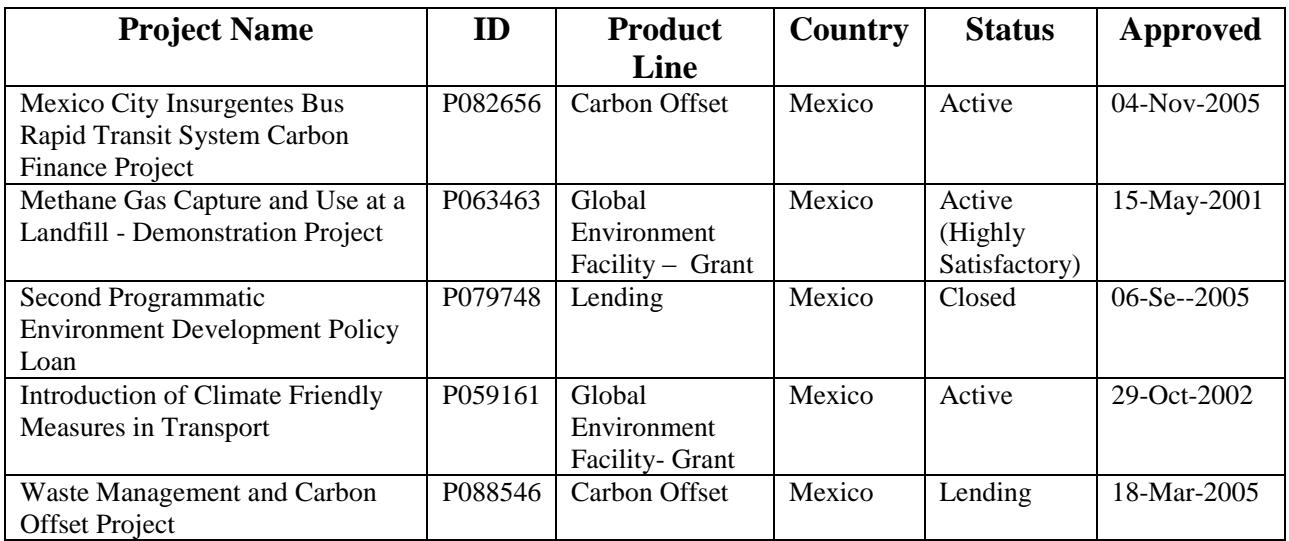 Project Name ID Product Line Country Status Approved
Mexico City Insurgentes Bus P082656 Carbon Offset Mexico Active 04-Nov-2005
Rapid Transit System Carbon
Finance Project
Methane Gas Capture and Use at a P063463 Global Mexico Active 15-May-2001
Landfill - Demonstration Project Environment (Highly
Facility – Grant Satisfactory)
Second Programmatic P079748 Lending Mexico Closed 06-Se--2005
Environment Development Policy
Loan
Introduction of Climate Friendly P059161 Global Mexico Active 29-Oct-2002
Measures in Transport Environment
Facility- Grant
Waste Management and Carbon P088546 Carbon Offset Mexico Lending 18-Mar-2005
Offset Project